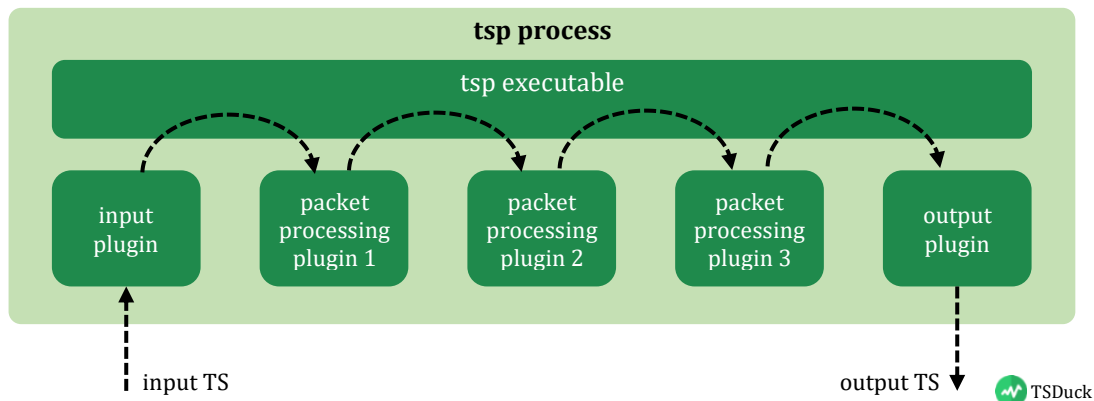 tsp process
tsp executable
input
plugin
packet
processing
plugin 1
packet
processing
plugin 2
packet
processing
plugin 3
output
plugin
input TS
output TS
TSDuck